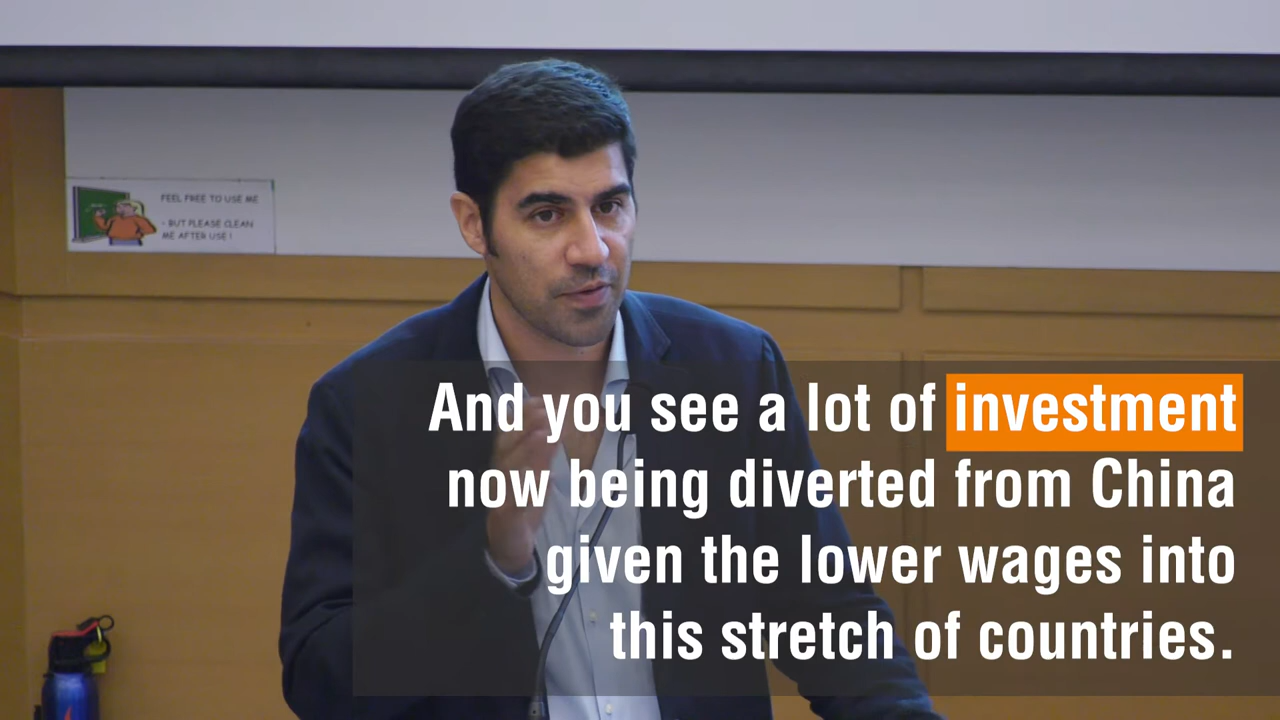 FEEL FREE TO USE ME
- BUT PLEASE CLEAN
ME AFTER USE !
And you see a lot of investment
now being diverted from China
given the lower wages into
this stretch of countries.